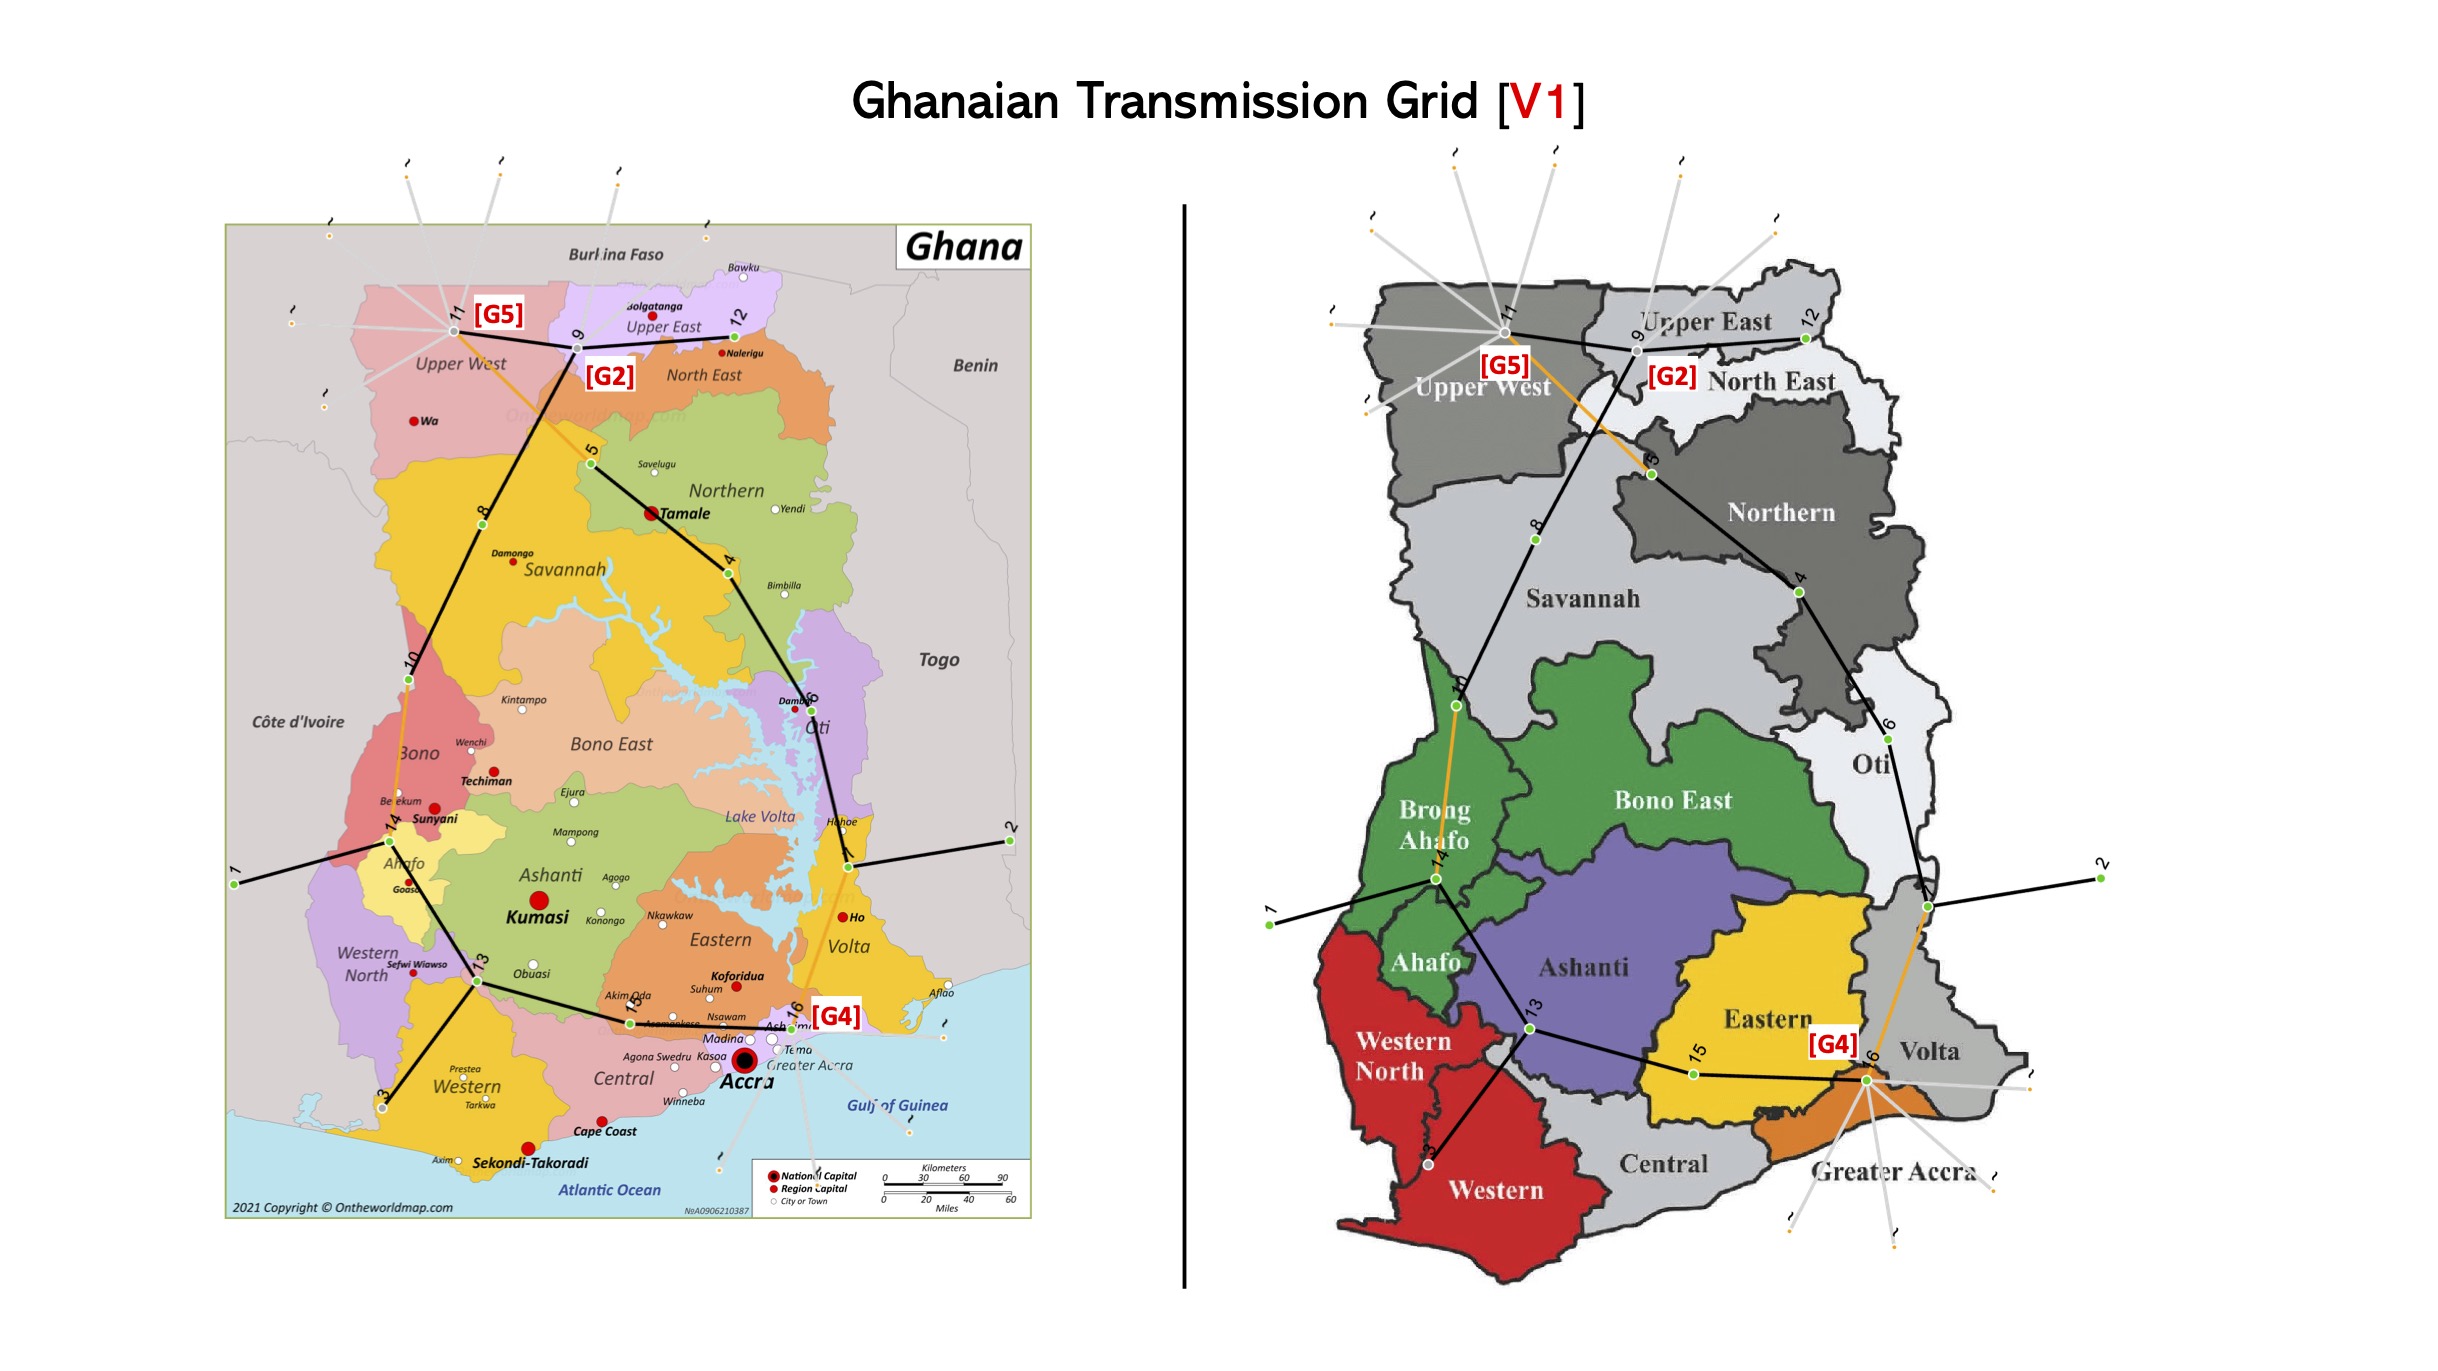 Ghanaian Transmission Grid [V1]
Ghana
Burkina Faso
Bawku
11
[G5]
9
Bolgatanga
Upper East
12
[G2]
Nalerigu
North East
Upper West
Wa
Benin
5
Savelugu
Northern
Yendi
Tamale
8
Damongo
Savannah
4
Bimbilla
10
Togo
Côte d'Ivoire
Kintampo
6
Oti
Bono
Wenchi
Bono East
Techiman
Berekum
Sunyani
Ejura
Lake Volta
Hohoe
Mampong
14
1
2
7
Ahafo
Goaso
Ashanti
Agogo
Kumasi
Konongo
Nkawkaw
Ho
Eastern
Volta
Western
North
Sefwi Wiawso
13
Obuasi
Koforidua
Suhum
Akim Oda
15
Asamankese
Nsawam
16
[G4]
Aflao
Madina
Tema
Agona Swedru
Kasoa
Greater Accra
Accra
Prestea
Western
Tarkwa
Central
Winneba
3
Gulf of Guinea
Cape Coast
Axim
Sekondi-Takoradi
Atlantic Ocean
National Capital
Region Capital
City or Town
Kilometers
0 30 60 90
0 20 40 60
Miles
2021 Copyright © Ontheworldmap.com
№A0906210387
11
9
Upper East
12
[G5]
[G2]
North East
Upper West
5
Northern
8
4
Savannah
10
6
Oti
Brong
Ahafo
Bono East
14
1
2
7
Ahafo
Ashanti
13
Eastern
[G4]
15
16
Volta
Western
North
3
Western
Central
Greater Accra